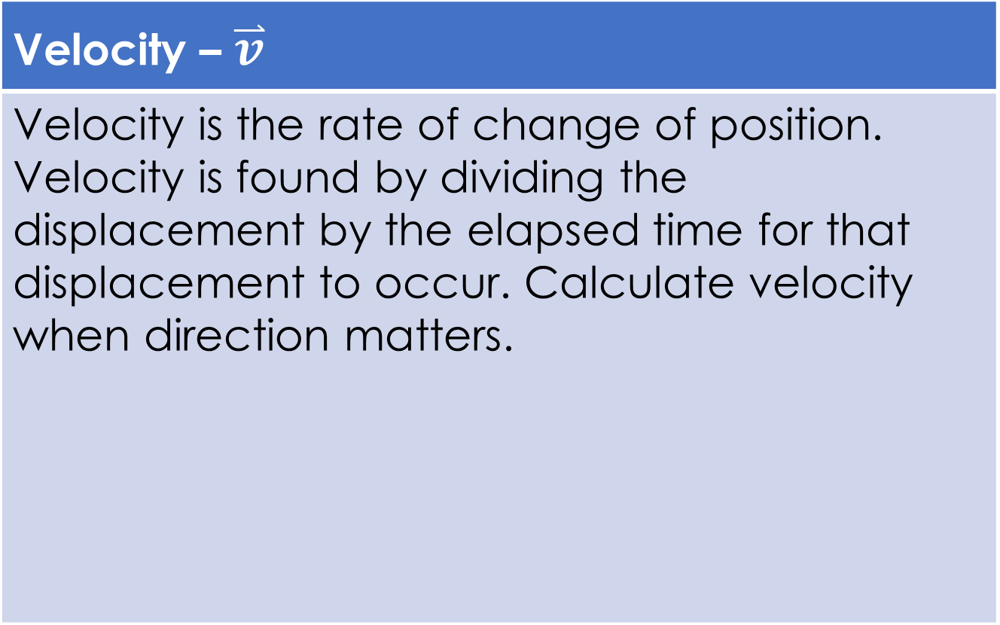 Velocity – $\vec{v}$
Velocity is the rate of change of position.
Velocity is found by dividing the
displacement by the elapsed time for that
displacement to occur. Calculate velocity
when direction matters.